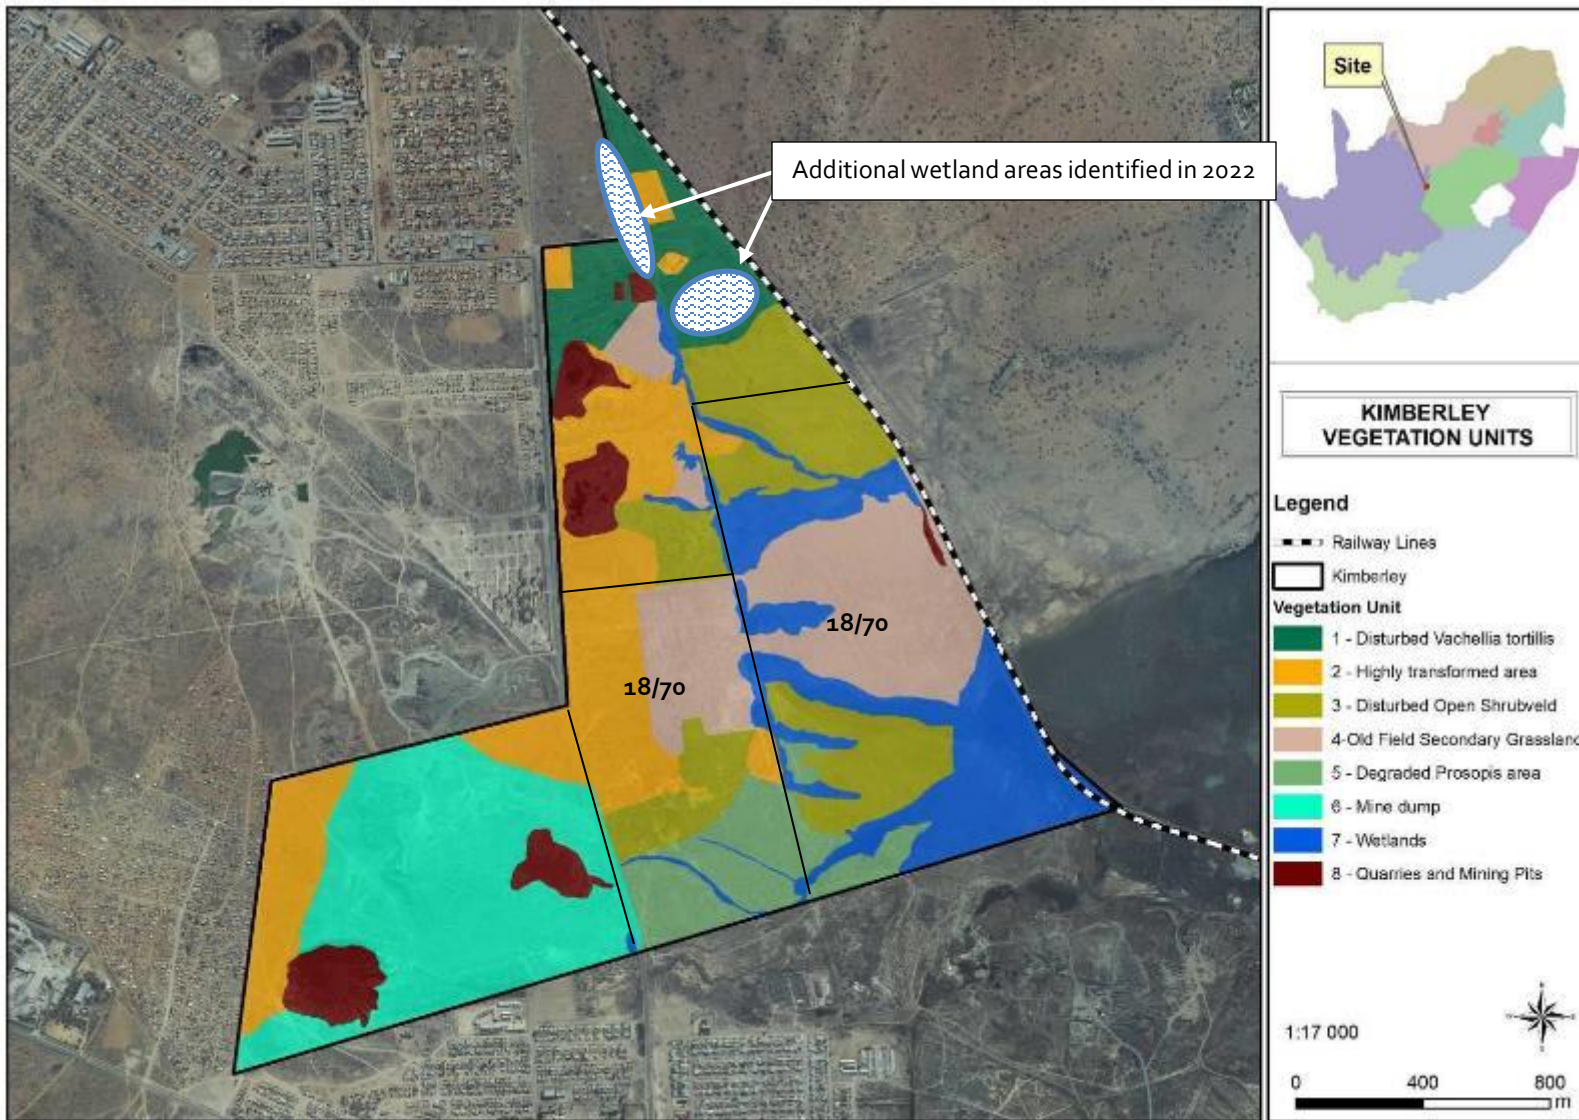 Additional wetland areas identified in 2022
18/70
18/70
Site
KIMBERLEY
VEGETATION UNITS
Legend
Railway Lines
Kimberley
Vegetation Unit
1 - Disturbed Vachellia tortillis
2 - Highly transformed area
3 - Disturbed Open Shrubveld
4-Old Field Secondary Grassland
5 - Degraded Prosopis area
6 - Mine dump
7 - Wetlands
8 - Quarries and Mining Pits
1:17 000
0 400 800
m